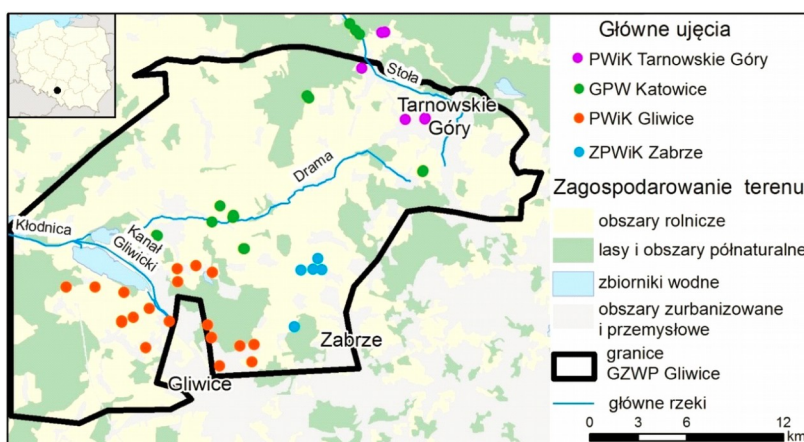 Główne ujęcia
PWiK Tarnowskie Góry
GPW Katowice
PWiK Gliwice
ZPWiK Zabrze
Zagospodarowanie terenu
obszary rolnicze
lasy i obszary półnaturalne
zbiorniki wodne
obszary zurbanizowane
i przemysłowe
granice
GZWP Gliwice
główne rzeki
0 3 6 12
km
Stoła
Tarnowskie
Góry
Drama
Kłodnica
Kanał
Gliwicki
Zabrze
Gliwice